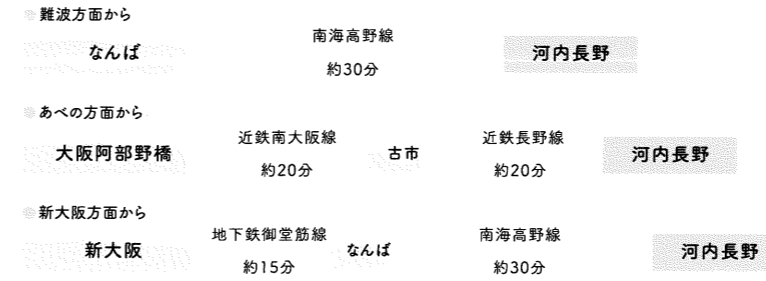 難波方面から
なんば 南海高野線 約30分 河内長野
あべの方面から
大阪阿部野橋 近鉄南大阪線 約20分 古市 近鉄長野線 約20分 河内長野
新大阪方面から
新大阪 地下鉄御堂筋線 約15分 なんば 南海高野線 約30分 河内長野